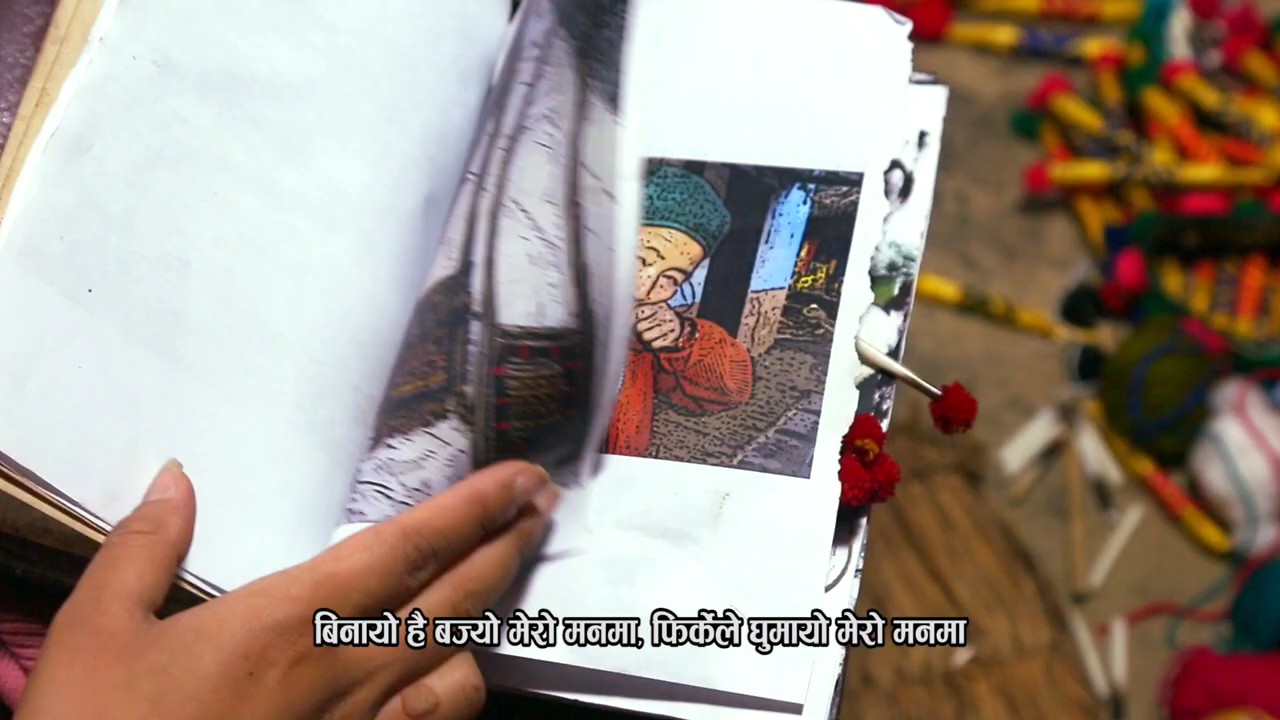 बिनायो है बज्यो मेरो मनमा, फिर्केले घुमायो मेरो मनमा